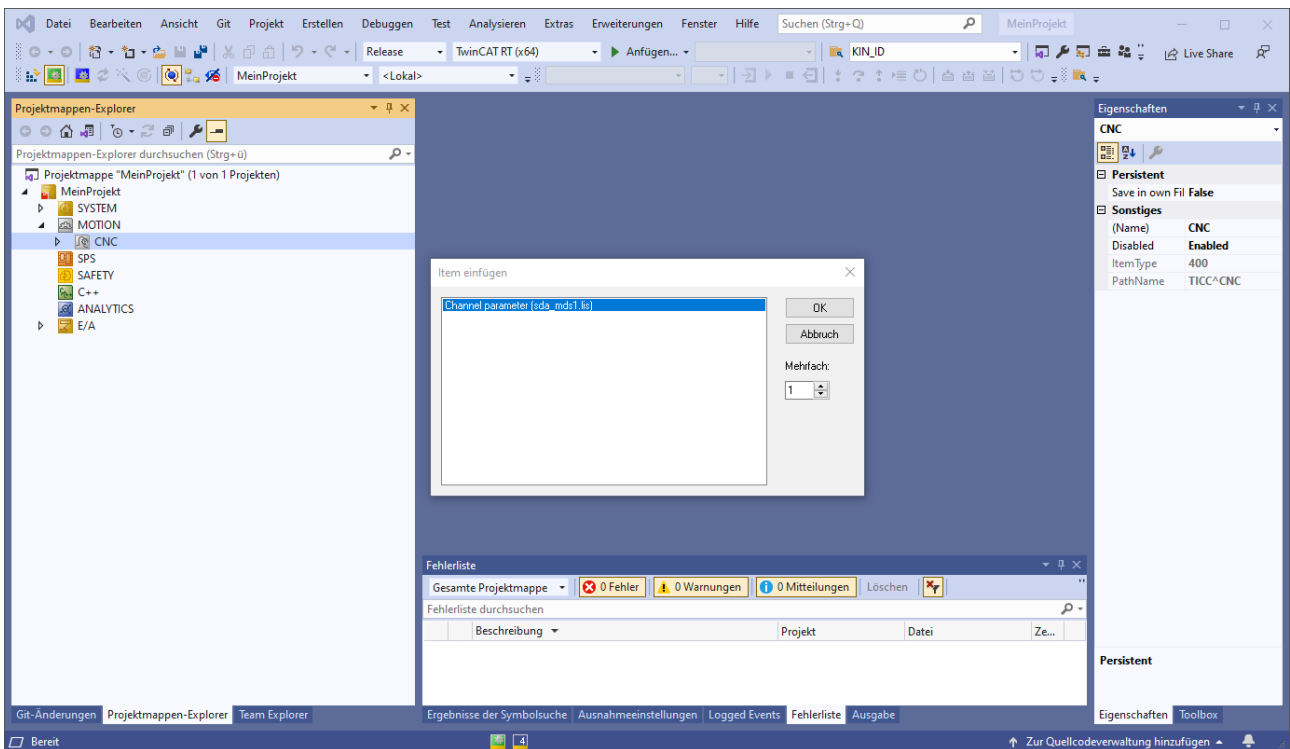 Datei Bearbeiten Ansicht Git Projekt Erstellen Debuggen Test Analysieren Extras Erweiterungen Fenster Hilfe Suchen (Strg+Q) MeinProjekt
Release TwinCAT RT (x64) Anfügen... KIN_ID Live Share
MeinProjekt <Lokal>
Projektmappen-Explorer
Projektmappen-Explorer durchsuchen (Strg+ü)
Projektmappe "MeinProjekt" (1 von 1 Projekten)
MeinProjekt
SYSTEM
MOTION
CNC
SPS
SAFETY
C++
ANALYTICS
E/A
Item einfügen
Channel parameter (sda_mds1.lis)
OK
Abbruch
Mehrfach:
1
Eigenschaften
CNC
Persistent
Save in own Fil False
Sonstiges
(Name) CNC
Disabled Enabled
ItemType 400
PathName TICC^CNC
Persistent
Fehlerliste
Gesamte Projektmappe 0 Fehler 0 Warnungen 0 Mitteilungen Löschen
Fehlerliste durchsuchen
Beschreibung Projekt Datei Ze...
Git-Änderungen Projektmappen-Explorer Team Explorer Ergebnisse der Symbolsuche Ausnahmeeinstellungen Logged Events Fehlerliste Ausgabe Eigenschaften Toolbox
Bereit 4 Zur Quellcodeverwaltung hinzufügen